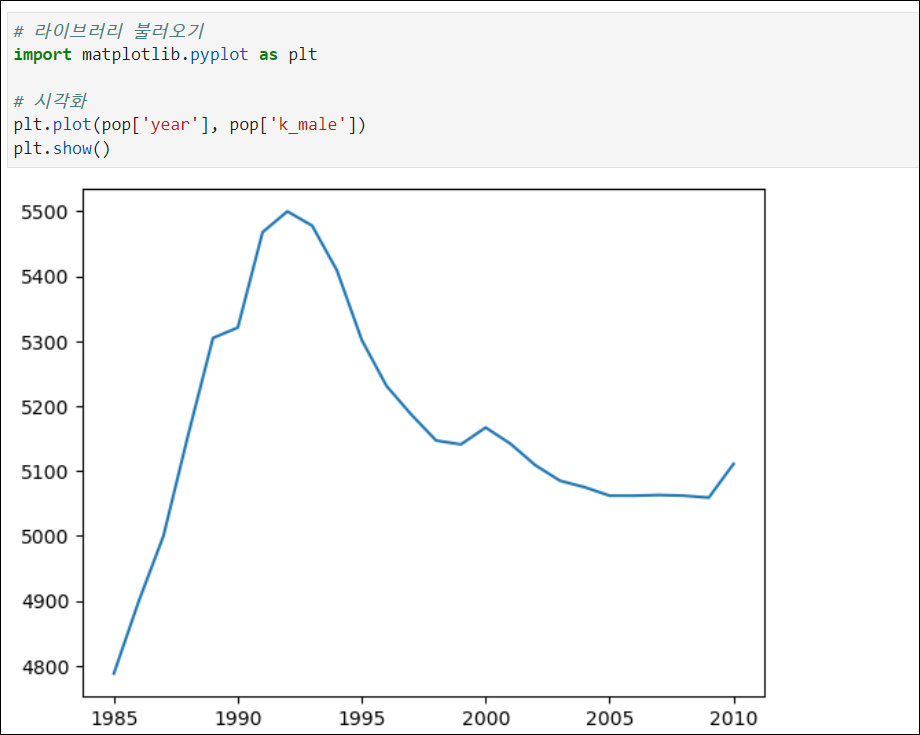 # 라이브러리 불러오기
import matplotlib.pyplot as plt
# 시각화
plt.plot(pop['year'], pop['k_male'])
plt.show()
5500
5400
5300
5200
5100
5000
4900
4800
1985 1990 1995 2000 2005 2010